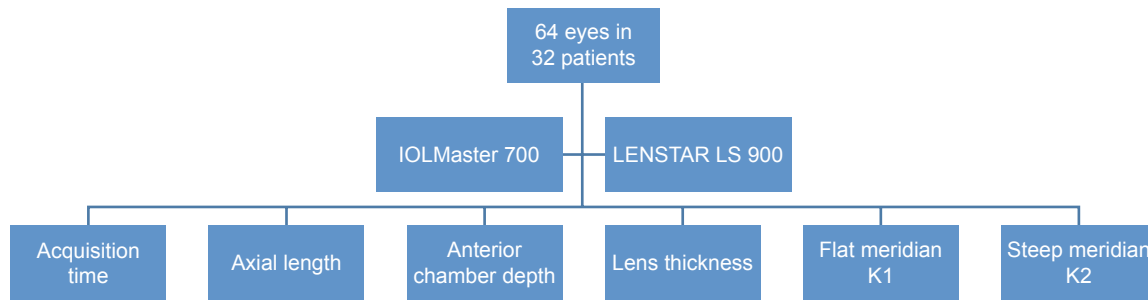 64 eyes in
32 patients
IOLMaster 700
LENSTAR LS 900
Acquisition
time
Axial length
Anterior
chamber depth
Lens thickness
Flat meridian
K1
Steep meridian
K2